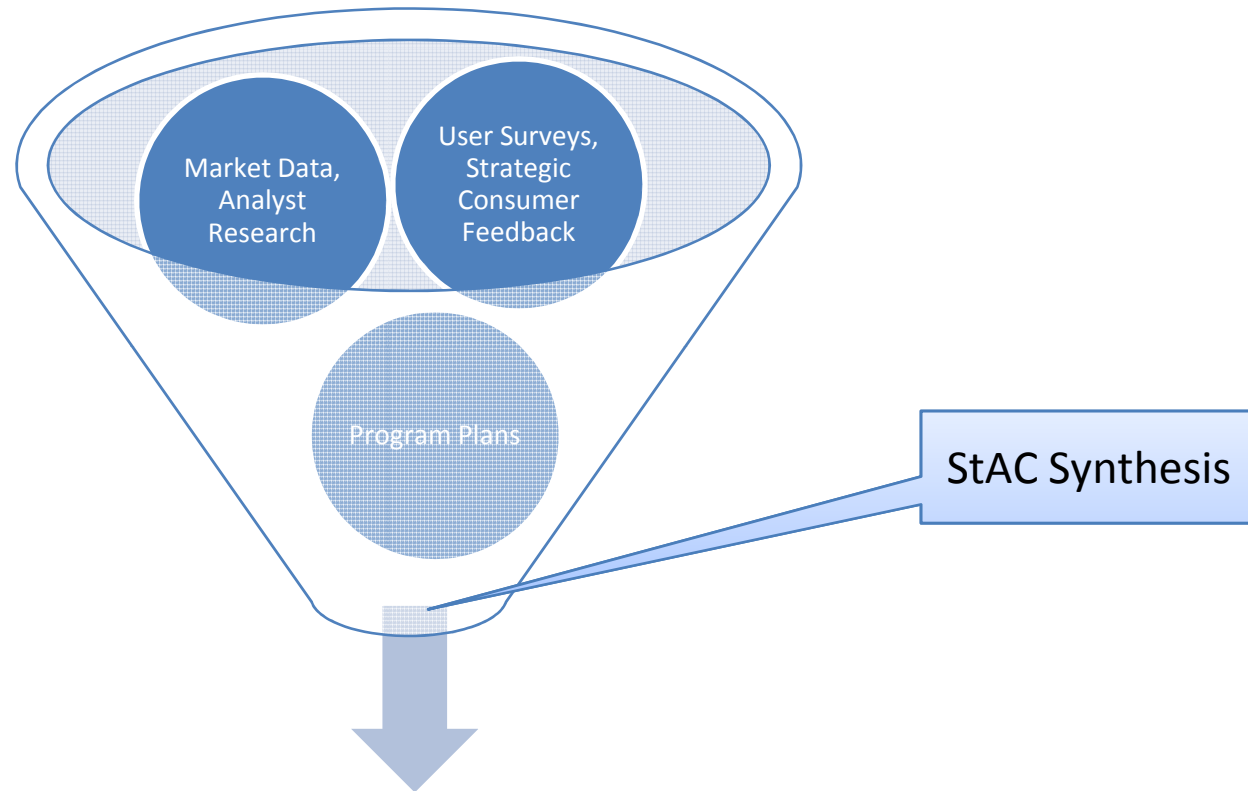 Market Data,
Analyst
Research
User Surveys,
Strategic
Consumer
Feedback
Program Plans
StAC Synthesis